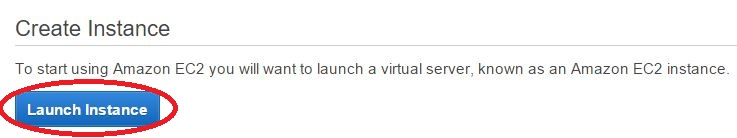 Create Instance
To start using Amazon EC2 you will want to launch a virtual server, known as an Amazon EC2 instance.
Launch Instance